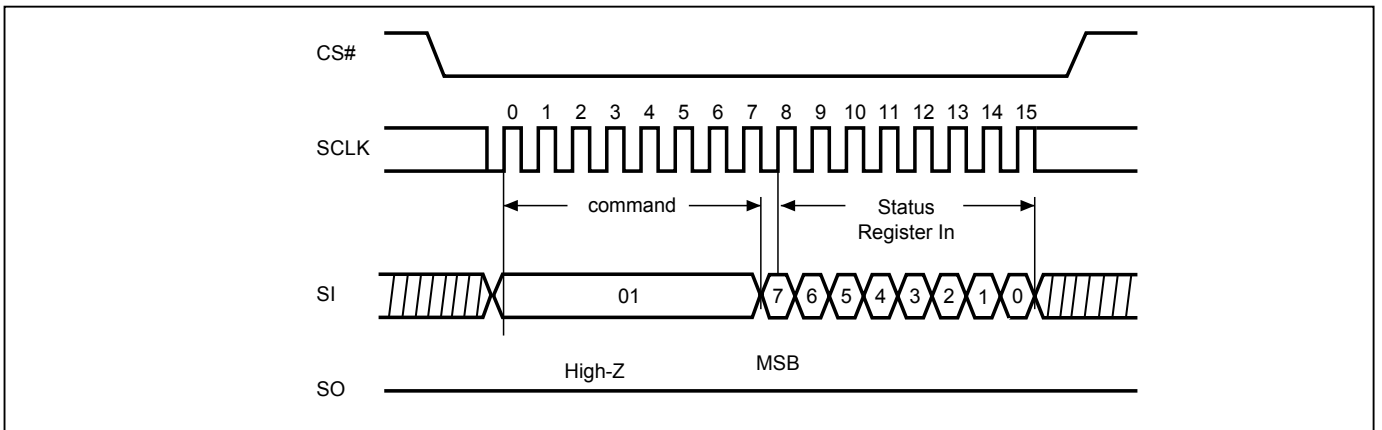 CS#
0 1 2 3 4 5 6 7 8 9 10 11 12 13 14 15
SCLK
command
Status
Register In
SI
01
7 6 5 4 3 2 1 0
High-Z
MSB
SO